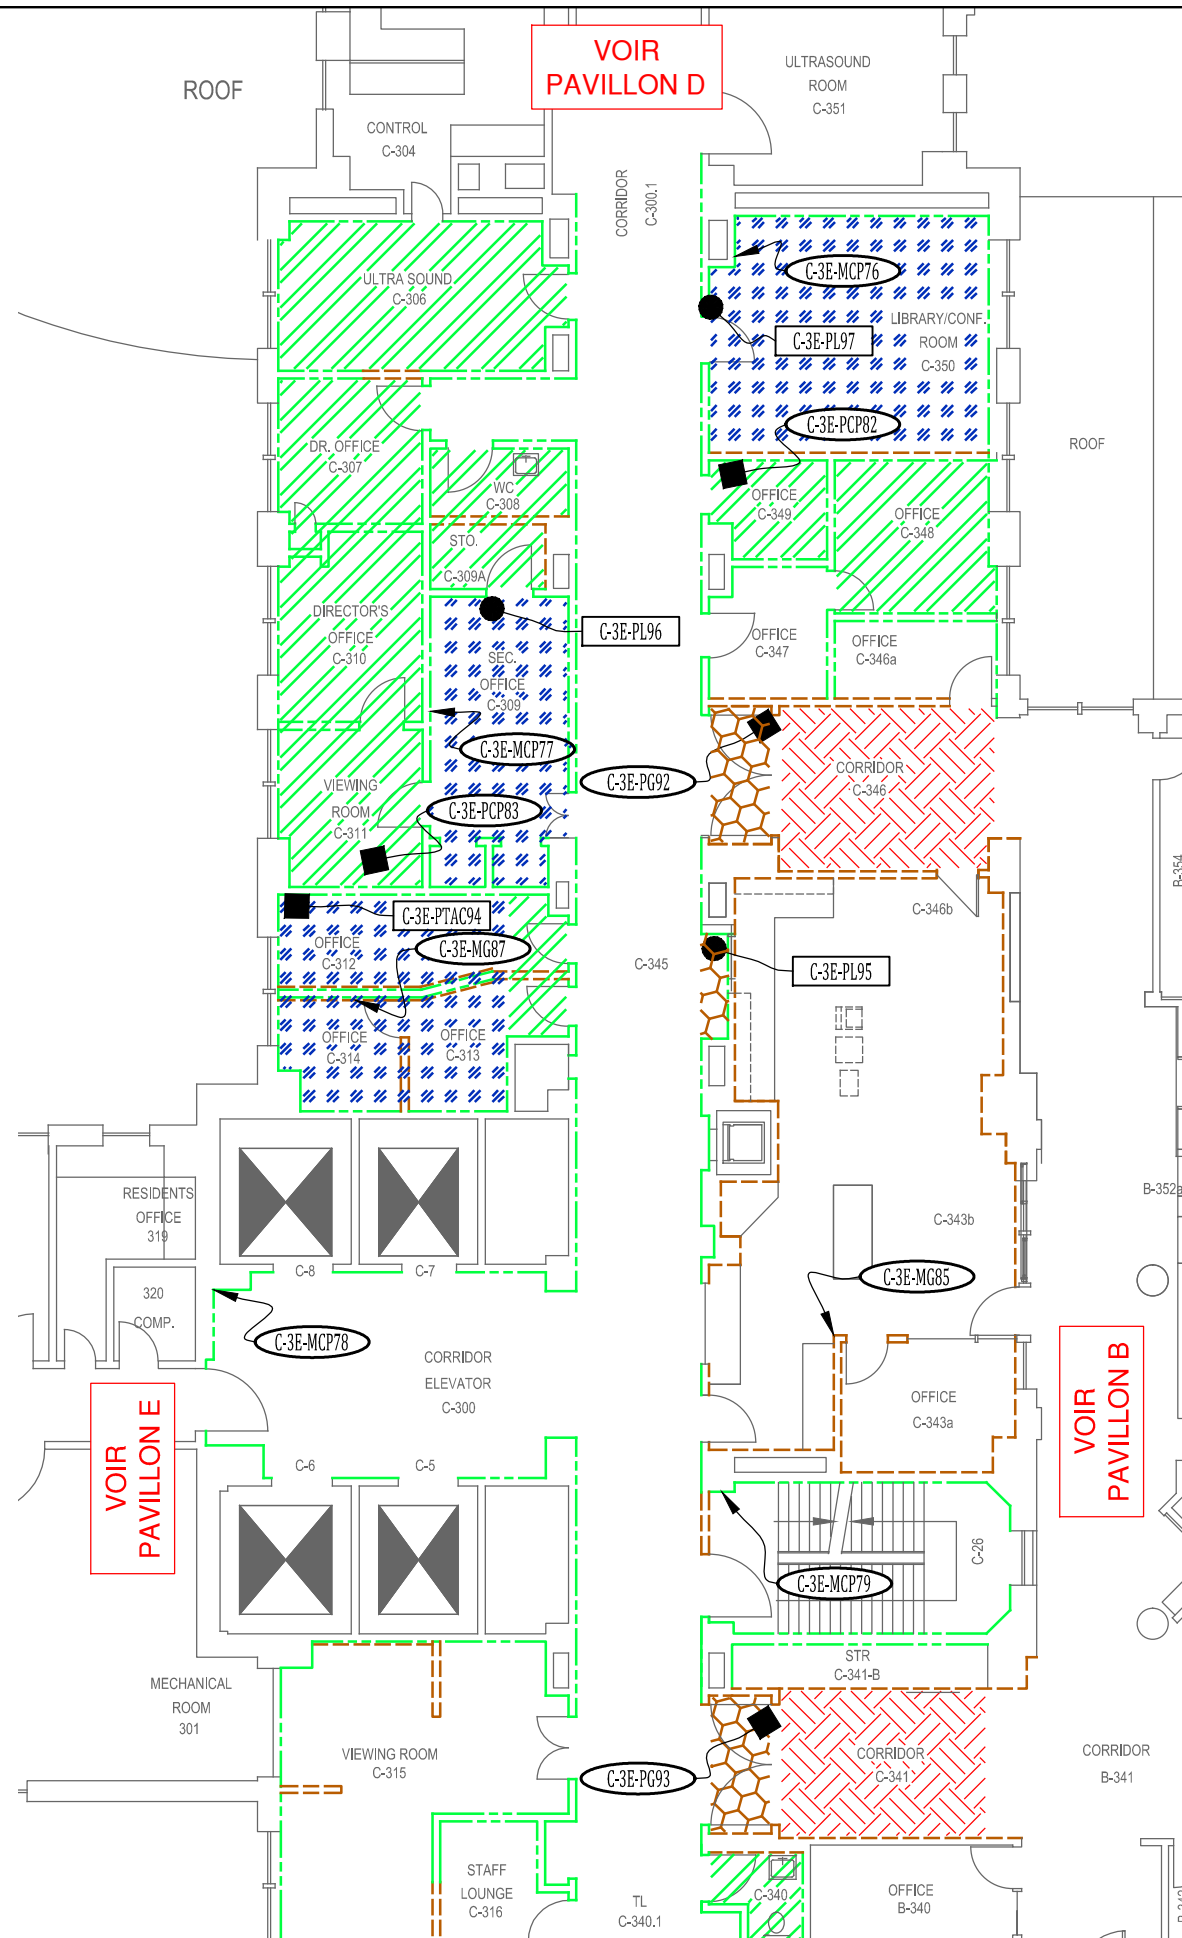 VOIR
PAVILLON D
ROOF
ULTRASOUND
ROOM
C-351
CONTROL
C-304
CORRIDOR
C-300.1
ULTRA SOUND
C-306
C-3E-MCP76
LIBRARY/CONF.
ROOM
C-350
C-3E-PL97
C-3E-PCP82
ROOF
DR. OFFICE
C-307
WC
C-308
OFFICE
C-349
OFFICE
C-348
STO.
C-309A
DIRECTOR'S
OFFICE
C-310
C-3E-PL96
SEC.
OFFICE
C-309
OFFICE
C-347
OFFICE
C-346a
C-3E-MCP77
C-3E-PG92
CORRIDOR
C-346
VIEWING
ROOM
C-311
C-3E-PCP83
B-354
C-346b
C-3E-PTAC94
C-3E-MG87
OFFICE
C-312
C-345
C-3E-PL95
OFFICE
C-314
OFFICE
C-313
RESIDENTS
OFFICE
319
B-352a
C-343b
C-8
C-7
C-3E-MG85
320
COMP.
C-3E-MCP78
CORRIDOR
ELEVATOR
C-300
OFFICE
C-343a
VOIR
PAVILLON E
VOIR
PAVILLON B
C-6
C-5
C-26
C-3E-MCP79
STR
C-341-B
MECHANICAL
ROOM
301
VIEWING ROOM
C-315
C-3E-PG93
CORRIDOR
C-341
CORRIDOR
B-341
STAFF
LOUNGE
C-316
TL
C-340.1
C-340
OFFICE
B-340